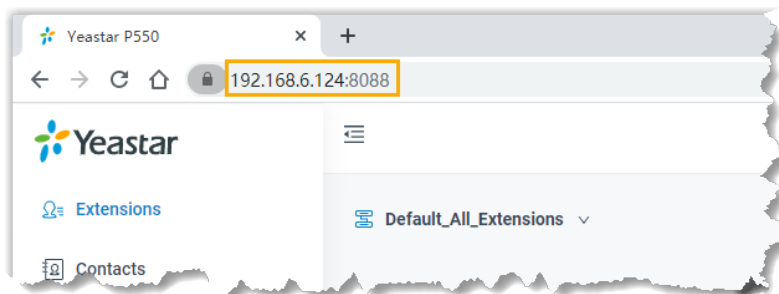 Yeastar P550
192.168.6.124:8088
Yeastar
Extensions
Default_All_Extensions
Contacts